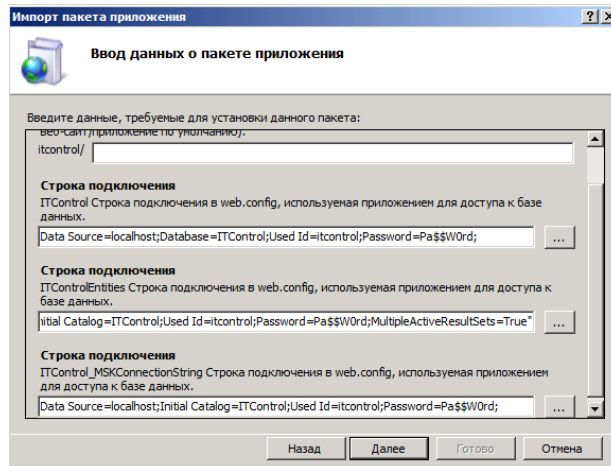 Импорт пакета приложения
Ввод данных о пакете приложения
Введите данные, требуемые для установки данного пакета:
веб-сайт/приложение по умолчанию):
itcontrol/
Строка подключения
ITControl Строка подключения в web.config, используемая приложением для доступа к базе
данных.
Data Source=localhost;Database=ITControl;Used Id=itcontrol;Password=Pa$$W0rd;
...
Строка подключения
ITControlEntities Строка подключения в web.config, используемая приложением для доступа к
базе данных.
nitial Catalog=ITControl;Used Id=itcontrol;Password=Pa$$W0rd;MultipleActiveResultSets=True"
...
Строка подключения
ITControl_MSKConnectionString Строка подключения в web.config, используемая приложением
для доступа к базе данных.
Data Source=localhost;Initial Catalog=ITControl;Used Id=itcontrol;Password=Pa$$W0rd;
...
Назад Далее Готово Отмена